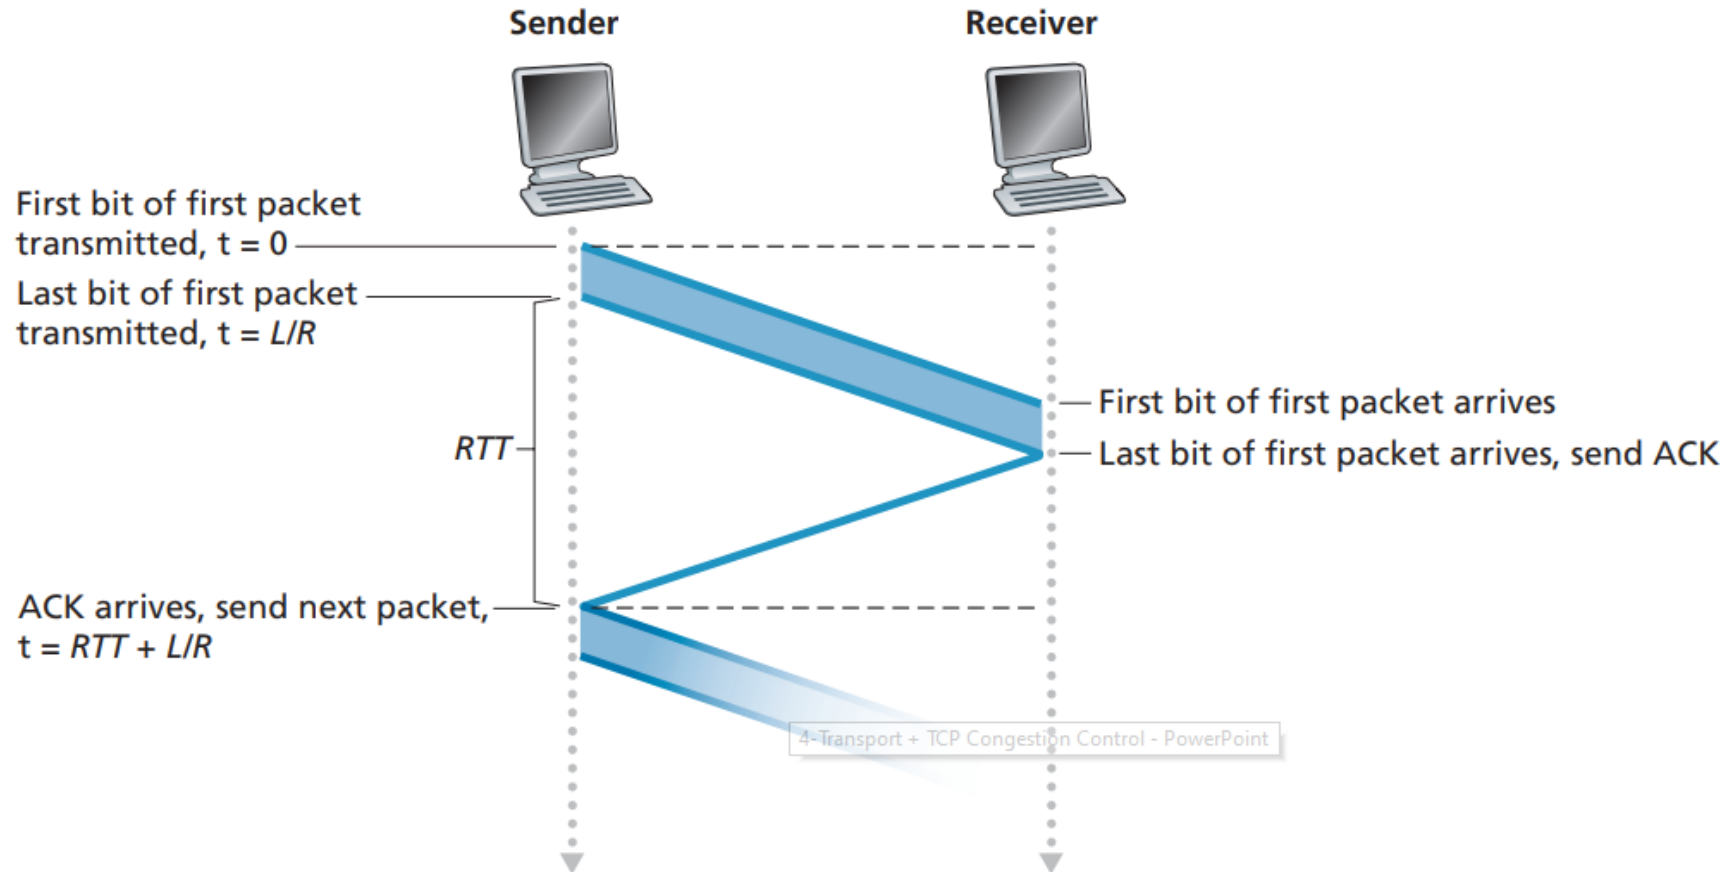 Sender
Receiver
First bit of first packet
transmitted, t = 0
Last bit of first packet
transmitted, t = L/R
First bit of first packet arrives
RTT
Last bit of first packet arrives, send ACK
ACK arrives, send next packet,
t = RTT + L/R
4-Transport + TCP Congestion Control - PowerPoint